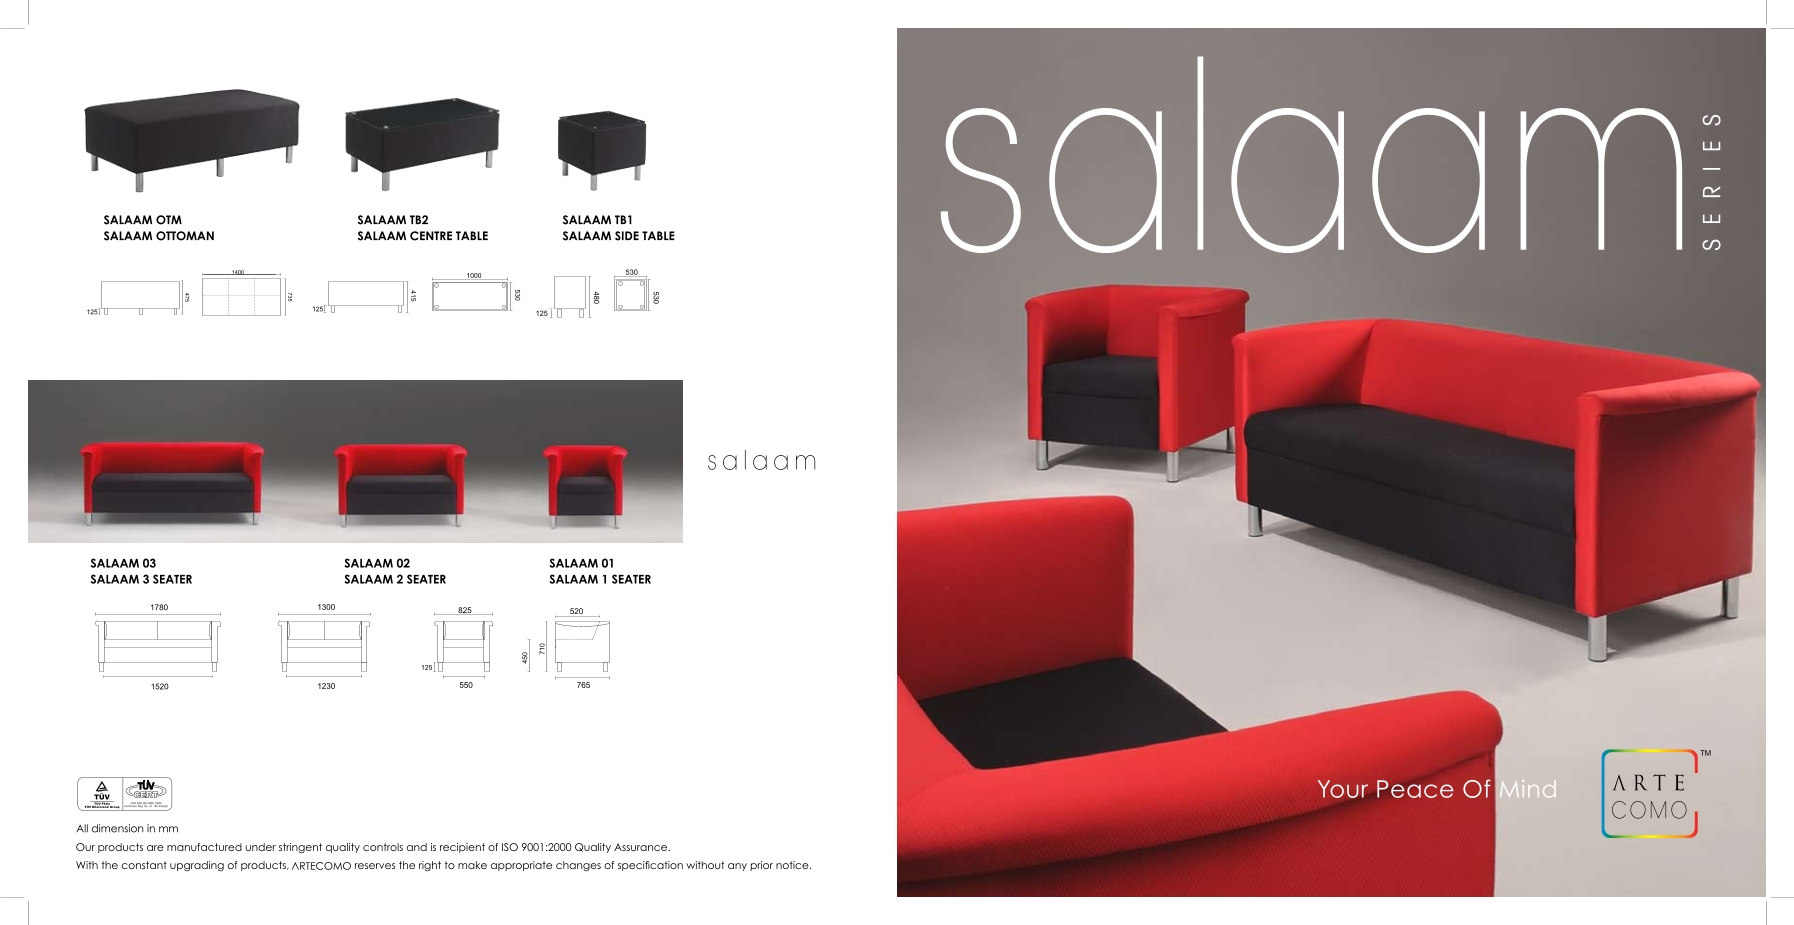 SALAAM OTM
SALAAM OTTOMAN
SALAAM TB2
SALAAM CENTRE TABLE
SALAAM TB1
SALAAM SIDE TABLE
125
475
1400
735
125
415
1000
530
125
480
530
530
salaam
SALAAM 03
SALAAM 3 SEATER
SALAAM 02
SALAAM 2 SEATER
SALAAM 01
SALAAM 1 SEATER
1780
1520
1300
1230
825
125
550
450
710
520
765
TÜV
TÜV
CERT
All dimension in mm
Our products are manufactured under stringent quality controls and is recipient of ISO 9001:2000 Quality Assurance.
With the constant upgrading of products, ARTECOMO reserves the right to make appropriate changes of specification without any prior notice.
salaam
SERIES
Your Peace Of Mind
ARTE
COMO
TM